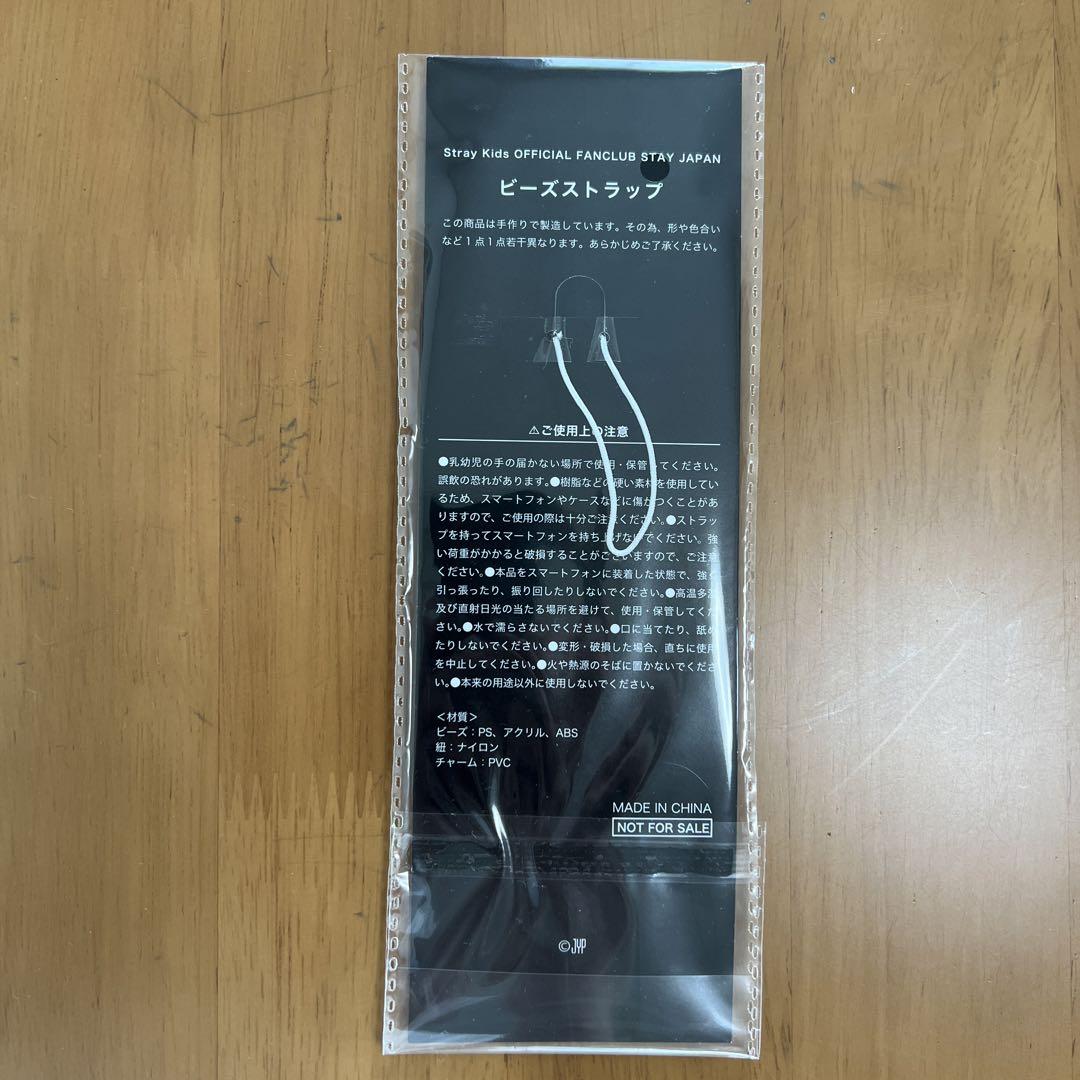 Stray Kids OFFICIAL FANCLUB STAY JAPAN
ビーズストラップ
この商品は手作りで製造しています。その為、形や色合い
など1点1点若干異なります。あらかじめご了承ください。
⚠ご使用上の注意
●乳幼児の手の届かない場所で使用・保管してください。
誤飲の恐れがあります。●樹脂などの硬い素材を使用してい
るため、スマートフォンやケースなどに傷がつくことがあ
りますので、ご使用の際は十分ご注意ください。●ストラッ
プを持ってスマートフォンを持ち上げないでください。強
い荷重がかかると破損することがございますので、ご注意
ください。●本品をスマートフォンに装着した状態で、強く
引っ張ったり、振り回したりしないでください。●高温多湿
及び直射日光の当たる場所を避けて、使用・保管してくだ
さい。●水で濡らさないでください。●口に当てたり、舐め
たりしないでください。●変形・破損した場合、直ちに使用
を中止してください。●火や熱源のそばに置かないでくださ
い。●本来の用途以外に使用しないでください。
＜材質＞
ビーズ：PS、アクリル、ABS
紐：ナイロン
チャーム：PVC
MADE IN CHINA
NOT FOR SALE
©JYP